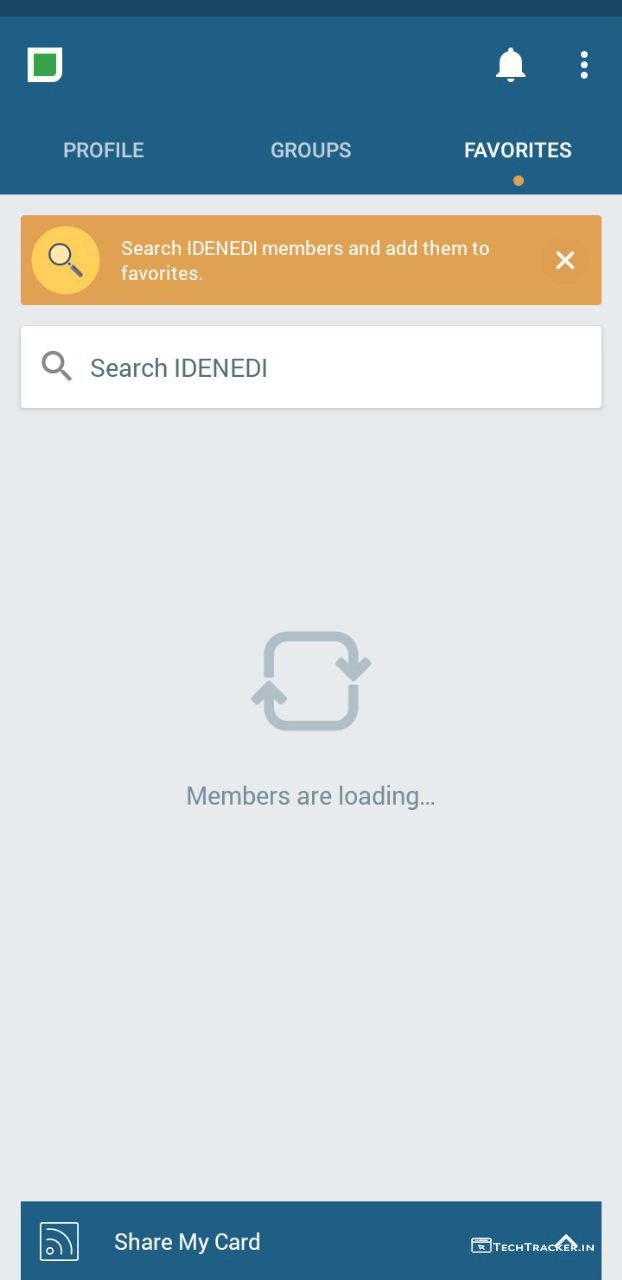 PROFILE GROUPS FAVORITES
Search IDENEDI members and add them to
favorites.
Search IDENEDI
Members are loading...
Share My Card
TECHTRACKER.IN